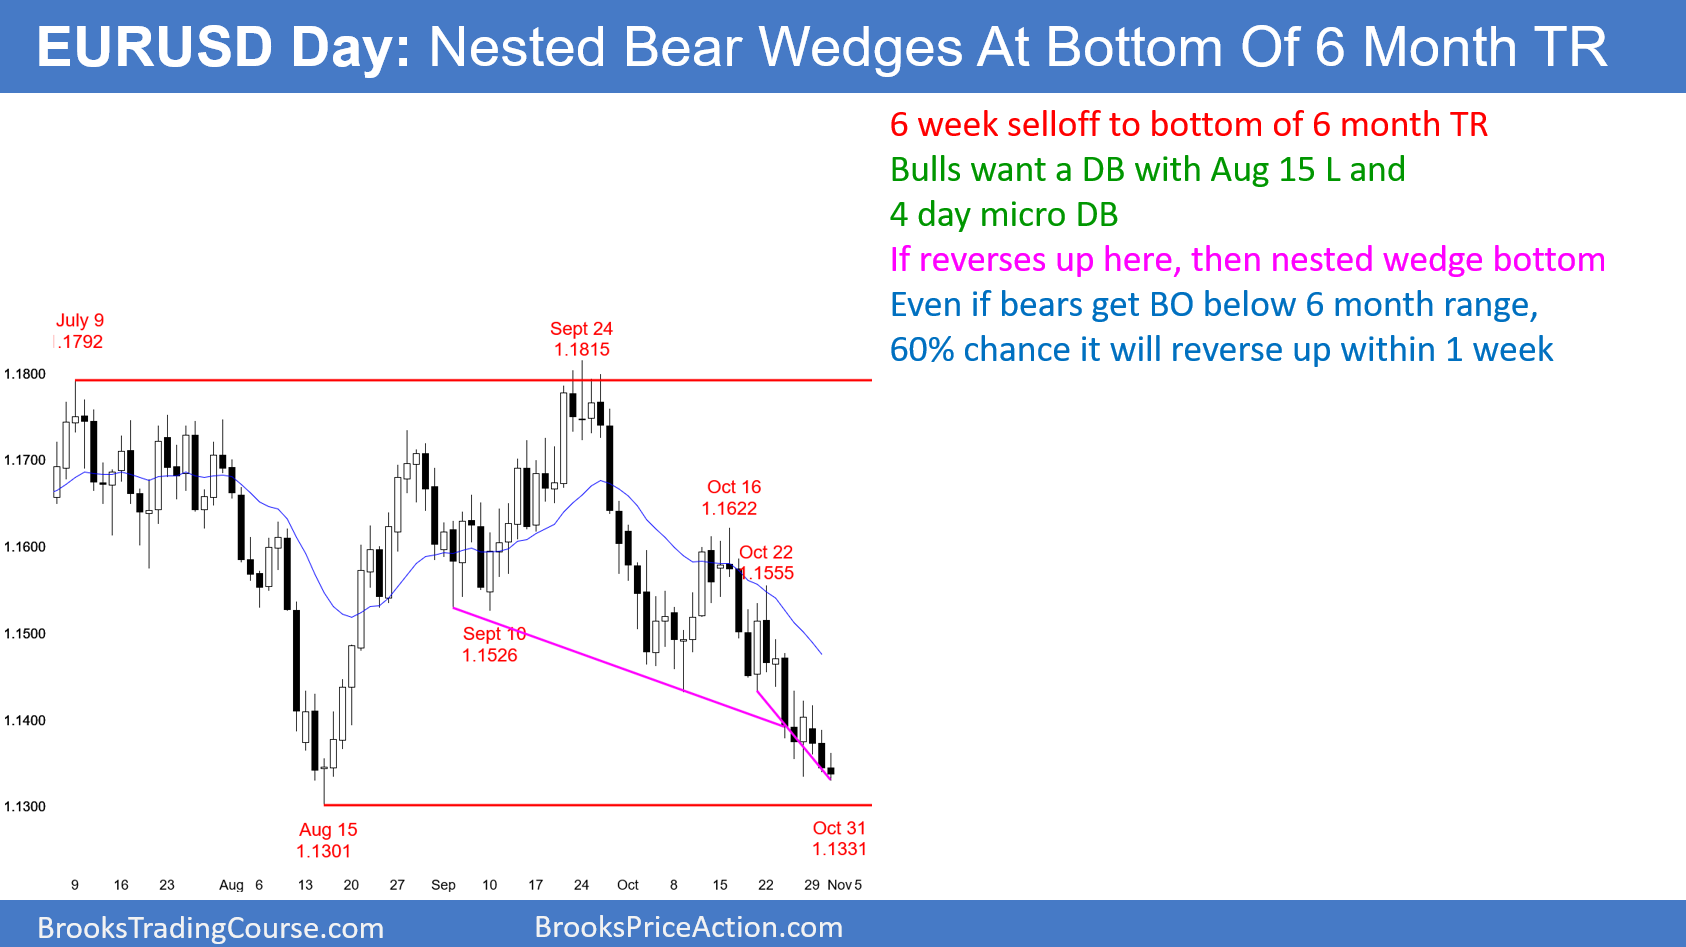 EURUSD Day: Nested Bear Wedges At Bottom Of 6 Month TR
6 week selloff to bottom of 6 month TR
Bulls want a DB with Aug 15 L and
4 day micro DB
If reverses up here, then nested wedge bottom
Even if bears get BO below 6 month range,
60% chance it will reverse up within 1 week
July 9
1.1792
Sept 24
1.1815
1.1800
1.1700
Oct 16
1.1622
1.1600
Oct 22
1.1555
1.1500
Sept 10
1.1526
1.1400
1.1300
Aug 15
1.1301
Oct 31
1.1331
9 16 23 Aug 6 13 20 27 Sep 10 17 24 Oct 8 15 22 29 Nov 5
BrooksTradingCourse.com
BrooksPriceAction.com